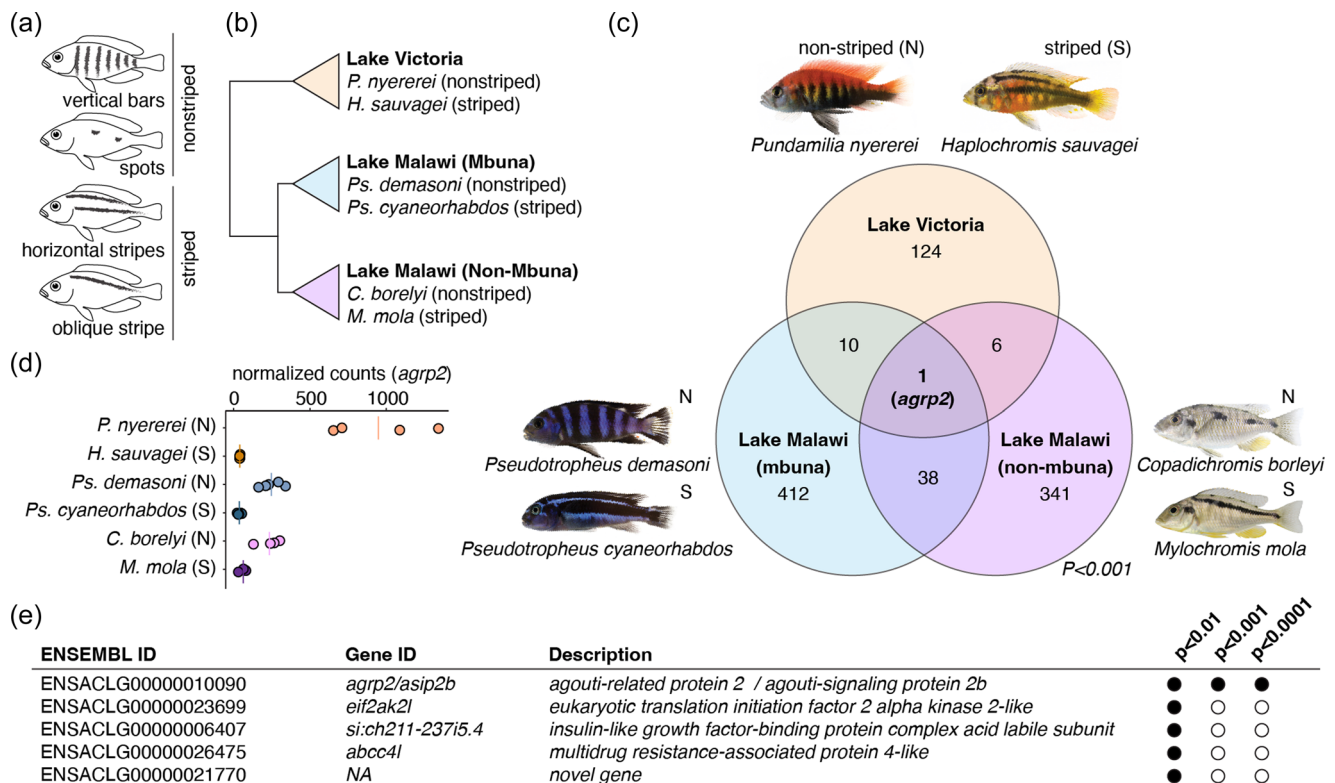 (a)
vertical bars
spots
nonstriped
horizontal stripes
oblique stripe
striped
(b)
Lake Victoria
P. nyererei (nonstriped)
H. sauvagei (striped)
Lake Malawi (Mbuna)
Ps. demasoni (nonstriped)
Ps. cyaneorhabdos (striped)
Lake Malawi (Non-Mbuna)
C. borelyi (nonstriped)
M. mola (striped)
(c)
non-striped (N)
striped (S)
Pundamilia nyererei
Haplochromis sauvagei
Lake Victoria
124
10
6
1
(agrp2)
Lake Malawi
(mbuna)
412
38
Lake Malawi
(non-mbuna)
341
P<0.001
N
Pseudotropheus demasoni
S
Pseudotropheus cyaneorhabdos
N
Copadichromis borleyi
S
Mylochromis mola
(d)
normalized counts (agrp2)
0 500 1000
P. nyererei (N)
H. sauvagei (S)
Ps. demasoni (N)
Ps. cyaneorhabdos (S)
C. borelyi (N)
M. mola (S)
(e)
ENSEMBL ID Gene ID Description p<0.01 p<0.001 p<0.0001
ENSACLG00000010090 agrp2/asip2b agouti-related protein 2 / agouti-signaling protein 2b
ENSACLG00000023699 eif2ak2l eukaryotic translation initiation factor 2 alpha kinase 2-like
ENSACLG00000006407 si:ch211-237i5.4 insulin-like growth factor-binding protein complex acid labile subunit
ENSACLG00000026475 abcc4l multidrug resistance-associated protein 4-like
ENSACLG00000021770 NA novel gene